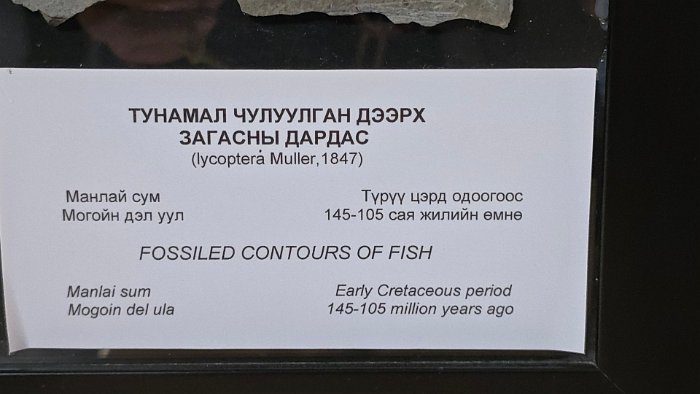 ТУНАМАЛ ЧУЛУУЛГАН ДЭЭРХ
ЗАГАСНЫ ДАРДАС
(lycoptera Muller,1847)
Манлай сум Түрүү цэрд одоогоос
Могойн дэл уул 145-105 сая жилийн өмнө
FOSSILED CONTOURS OF FISH
Manlai sum Early Cretaceous period
Mogoin del ula 145-105 million years ago